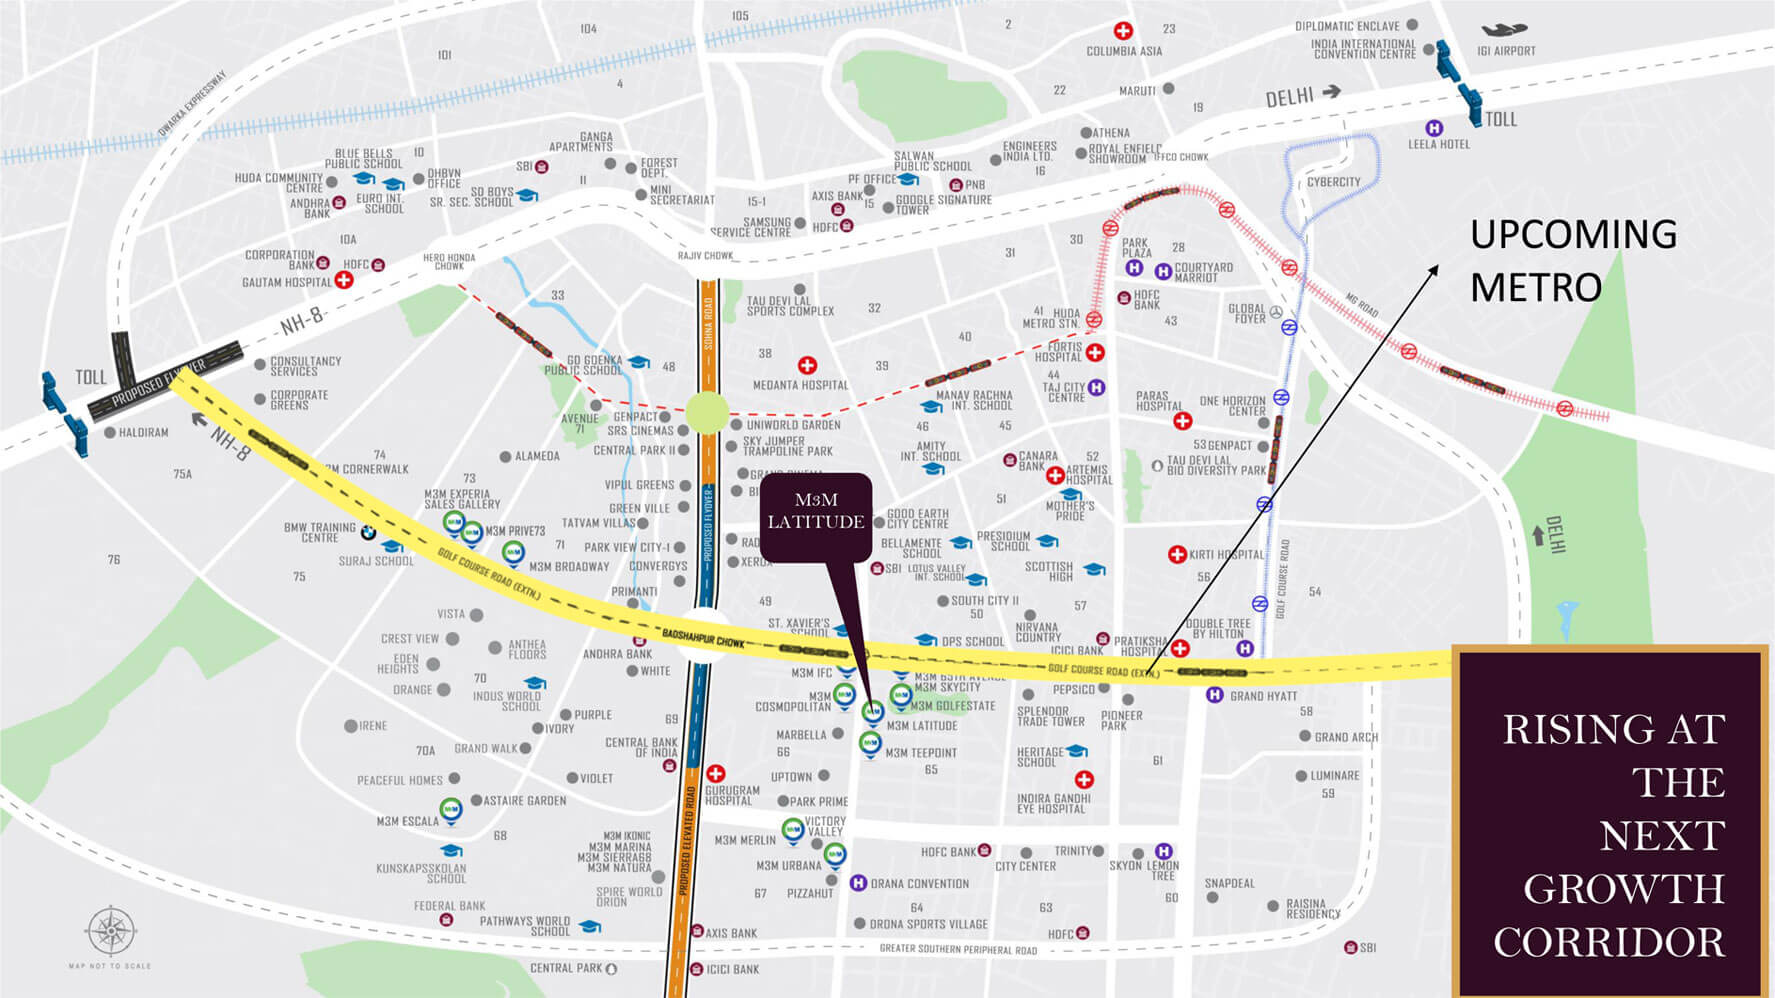 105
104
101
4
2
COLUMBIA ASIA
23
22
MARUTI
19
DIPLOMATIC ENCLAVE
INDIA INTERNATIONAL
CONVENTION CENTRE
IGI AIRPORT
DELHI
TOLL
LEELA HOTEL
DWARKA EXPRESSWAY
BLUE BELLS
PUBLIC SCHOOL
10
HUDA COMMUNITY
CENTRE
DHBVN
OFFICE
ANDHRA
BANK
EURO INT.
SCHOOL
SD BOYS
SR. SEC. SCHOOL
SBI
GANGA
APARTMENTS
FOREST
DEPT.
11
MINI
SECRETARIAT
10A
CORPORATION
BANK
HDFC
GAUTAM HOSPITAL
HERO HONDA
CHOWK
RAJIV CHOWK
15-1
SAMSUNG
SERVICE CENTRE
AXIS BANK
15
HDFC
PF OFFICE
SALWAN
PUBLIC SCHOOL
PNB
GOOGLE SIGNATURE
TOWER
ENGINEERS
INDIA LTD.
16
ATHENA
ROYAL ENFIELD
SHOWROOM
IFFCO CHOWK
CYBERCITY
UPCOMING
METRO
30
31
PARK
PLAZA
28
COURTYARD
MARRIOT
HDFC
BANK
43
GLOBAL
FOYER
MG ROAD
NH-8
33
SOHNA ROAD
TAU DEVI LAL
SPORTS COMPLEX
32
41
HUDA
METRO STN.
40
FORTIS
HOSPITAL
44
TAJ CITY
CENTRE
TOLL
PROPOSED FLYOVER
CONSULTANCY
SERVICES
CORPORATE
GREENS
GD GOENKA
PUBLIC SCHOOL
48
38
MEDANTA HOSPITAL
39
MANAV RACHNA
INT. SCHOOL
46
45
PARAS
HOSPITAL
ONE HORIZON
CENTER
53
GENPACT
TAU DEVI LAL
BIO DIVERSITY PARK
HALDIRAM
NH-8
AVENUE
71
GENPACT
SRS CINEMAS
CENTRAL PARK II
UNIWORLD GARDEN
SKY JUMPER
TRAMPOLINE PARK
AMITY
INT. SCHOOL
CANARA
BANK
52
ARTEMIS
HOSPITAL
75A
74
M CORNERWALK
ALAMEDA
73
M3M EXPERIA
SALES GALLERY
VIPUL GREENS
GREEN VILLE
TATVAM VILLAS
PROPOSED FLYOVER
M3M
LATITUDE
GOOD EARTH
CITY CENTRE
51
MOTHER'S
PRIDE
DELHI
BMW TRAINING
CENTRE
SURAJ SCHOOL
M3M PRIVE73
M3M BROADWAY
71
PARK VIEW CITY-1
CONVERGYS
XEROX
BELLAMENTE
SCHOOL
PRESIDIUM
SCHOOL
SBI
LOTUS VALLEY
INT. SCHOOL
SCOTTISH
HIGH
KIRTI HOSPITAL
56
GOLF COURSE ROAD
54
76
75
GOLF COURSE ROAD (EXTN.)
PRIMANTI
49
SOUTH CITY II
50
57
VISTA
CREST VIEW
ANTHEA
FLOORS
EDEN
HEIGHTS
ORANGE
70
INDUS WORLD
SCHOOL
ANDHRA BANK
WHITE
BADSHAHPUR CHOWK
ST. XAVIER'S
SCHOOL
DPS SCHOOL
NIRVANA
COUNTRY
ICICI BANK
PRATIKSHA
HOSPITAL
DOUBLE TREE
BY HILTON
GOLF COURSE ROAD (EXTN.)
M3M IFC
M3M 65TH AVENUE
M3M SKYCITY
M3M
COSMOPOLITAN
M3M GOLFESTATE
M3M LATITUDE
PEPSICO
GRAND HYATT
SPLENDOR
TRADE TOWER
PIONEER
PARK
58
GRAND ARCH
IRENE
PURPLE
IVORY
70A
GRAND WALK
69
CENTRAL BANK
OF INDIA
MARBELLA
66
M3M TEEPOINT
65
HERITAGE
SCHOOL
61
PEACEFUL HOMES
VIOLET
GURUGRAM
HOSPITAL
UPTOWN
INDIRA GANDHI
EYE HOSPITAL
LUMINARE
59
ASTAIRE GARDEN
M3M ESCALA
68
PARK PRIME
VICTORY
VALLEY
M3M MERLIN
M3M IKONIC
M3M MARINA
M3M SIERRA68
M3M NATURA
PROPOSED ELEVATED ROAD
M3M URBANA
67
PIZZAHUT
HDFC BANK
CITY CENTER
TRINITY
SKYON
LEMON
TREE
KUNSKAPSSKOLAN
SCHOOL
SPIRE WORLD
ORION
DRANA CONVENTION
64
63
60
SNAPDEAL
RAISINA
RESIDENCY
FEDERAL BANK
PATHWAYS WORLD
SCHOOL
AXIS BANK
DRONA SPORTS VILLAGE
HDFC
SBI
GREATER SOUTHERN PERIPHERAL ROAD
CENTRAL PARK
ICICI BANK
MAP NOT TO SCALE
RISING AT
THE
NEXT
GROWTH
CORRIDOR